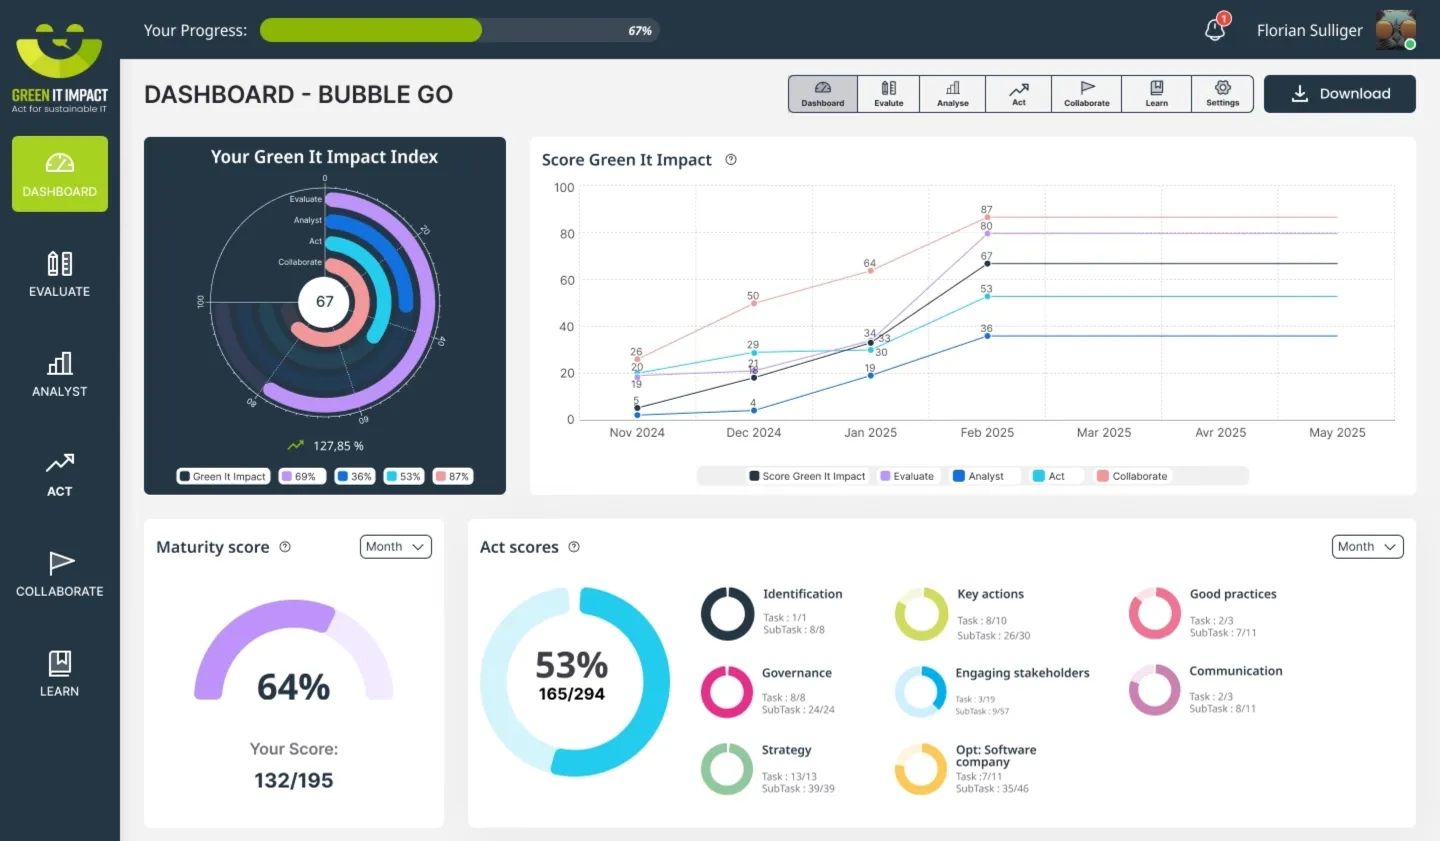 Your Progress:
67%
1
Florian Sulliger
GREEN IT IMPACT
Act for sustainable IT
DASHBOARD
EVALUATE
ANALYST
ACT
COLLABORATE
LEARN
DASHBOARD - BUBBLE GO
Dashboard
Evalute
Analyse
Act
Collaborate
Learn
Settings
Download
Your Green It Impact Index
0
20
40
60
80
100
Evaluate
Analyst
Act
Collaborate
67
127,85 %
Green It Impact
69%
36%
53%
87%
Score Green It Impact
100
80
60
40
20
0
26
20
19
5
50
29
21
18
4
64
34
33
30
19
87
80
67
53
36
Nov 2024
Dec 2024
Jan 2025
Feb 2025
Mar 2025
Avr 2025
May 2025
Score Green It Impact
Evaluate
Analyst
Act
Collaborate
Maturity score
Month
64%
Your Score:
132/195
Act scores
Month
53%
165/294
Identification
Task : 1/1
SubTask : 8/8
Governance
Task : 8/8
SubTask : 24/24
Strategy
Task : 13/13
SubTask : 39/39
Key actions
Task : 8/10
SubTask : 26/30
Engaging stakeholders
Task : 3/19
SubTask : 9/57
Opt: Software
company
Task :7/11
SubTask : 35/46
Good practices
Task : 2/3
SubTask : 7/11
Communication
Task : 2/3
SubTask : 8/11